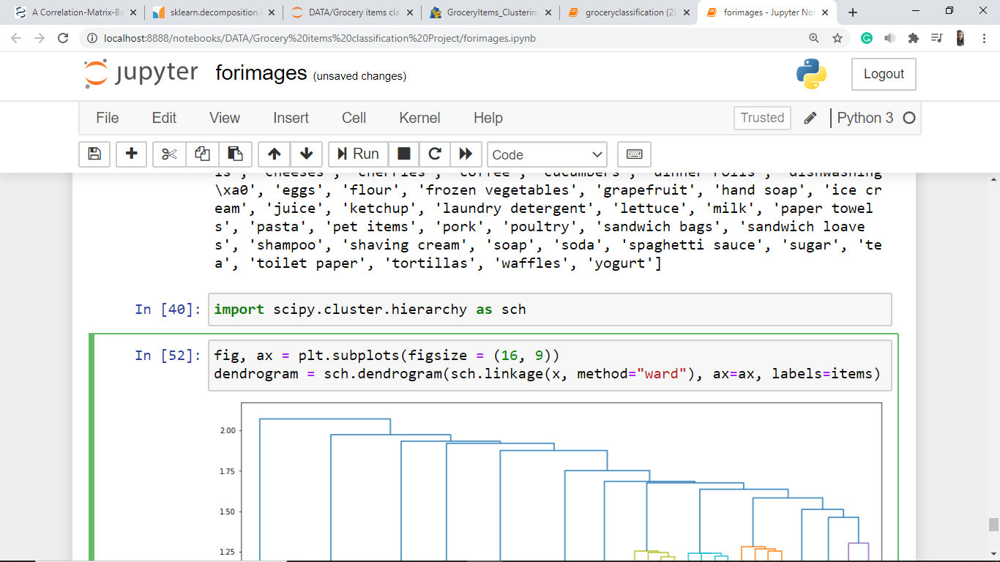 A Correlation-Matrix-Ba
sklearn.decomposition.
DATA/Grocery items cla
GroceryItems_Clustering
groceryclassification (2)
forimages - Jupyter Not
localhost:8888/notebooks/DATA/Grocery%20items%20classification%20Project/forimages.ipynb
jupyter forimages (unsaved changes)
Logout
File Edit View Insert Cell Kernel Help
Trusted
Python 3
Run
Code
ls', 'cheeses', 'cherries', 'coffee', 'cucumbers', 'dinner rolls', 'dishwashing
\xa0', 'eggs', 'flour', 'frozen vegetables', 'grapefruit', 'hand soap', 'ice cr
eam', 'juice', 'ketchup', 'laundry detergent', 'lettuce', 'milk', 'paper towel
s', 'pasta', 'pet items', 'pork', 'poultry', 'sandwich bags', 'sandwich loave
s', 'shampoo', 'shaving cream', 'soap', 'soda', 'spaghetti sauce', 'sugar', 'te
a', 'toilet paper', 'tortillas', 'waffles', 'yogurt']
In [40]: import scipy.cluster.hierarchy as sch
In [52]: fig, ax = plt.subplots(figsize = (16, 9))
dendrogram = sch.dendrogram(sch.linkage(x, method="ward"), ax=ax, labels=items)
2.00
1.75
1.50
1.25